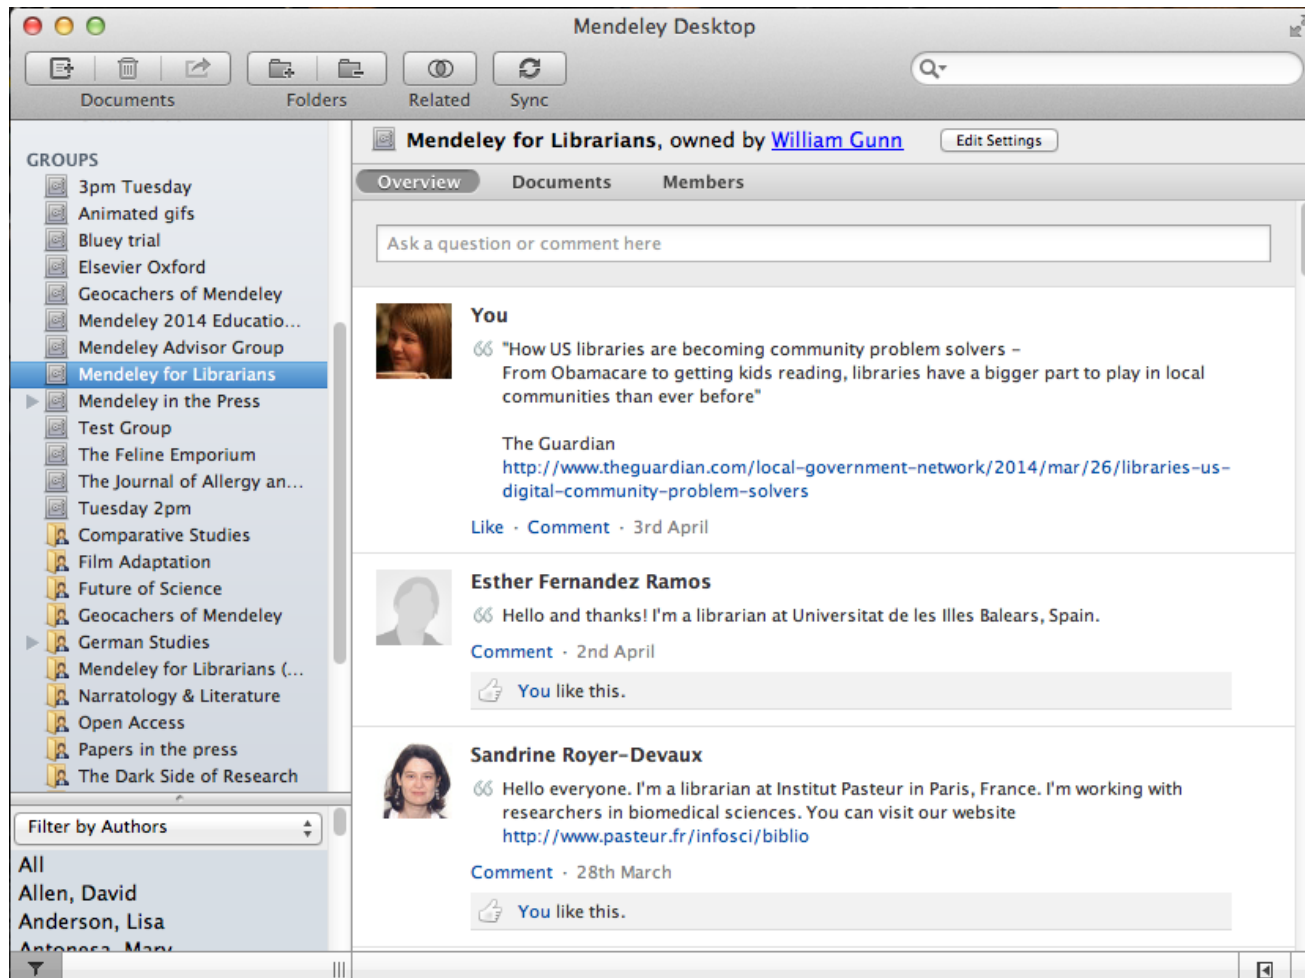 Mendeley Desktop
Documents Folders Related Sync
GROUPS
3pm Tuesday
Animated gifs
Bluey trial
Elsevier Oxford
Geocachers of Mendeley
Mendeley 2014 Educatio...
Mendeley Advisor Group
Mendeley for Librarians
Mendeley in the Press
Test Group
The Feline Emporium
The Journal of Allergy an...
Tuesday 2pm
Comparative Studies
Film Adaptation
Future of Science
Geocachers of Mendeley
German Studies
Mendeley for Librarians (...
Narratology & Literature
Open Access
Papers in the press
The Dark Side of Research
Filter by Authors
All
Allen, David
Anderson, Lisa
Antonesa, Mary
Mendeley for Librarians, owned by William Gunn Edit Settings
Overview Documents Members
Ask a question or comment here
You
"How US libraries are becoming community problem solvers –
From Obamacare to getting kids reading, libraries have a bigger part to play in local
communities than ever before"
The Guardian
http://www.theguardian.com/local-government-network/2014/mar/26/libraries-us-
digital-community-problem-solvers
Like · Comment · 3rd April
Esther Fernandez Ramos
Hello and thanks! I'm a librarian at Universitat de les Illes Balears, Spain.
Comment · 2nd April
You like this.
Sandrine Royer-Devaux
Hello everyone. I'm a librarian at Institut Pasteur in Paris, France. I'm working with
researchers in biomedical sciences. You can visit our website
http://www.pasteur.fr/infosci/biblio
Comment · 28th March
You like this.